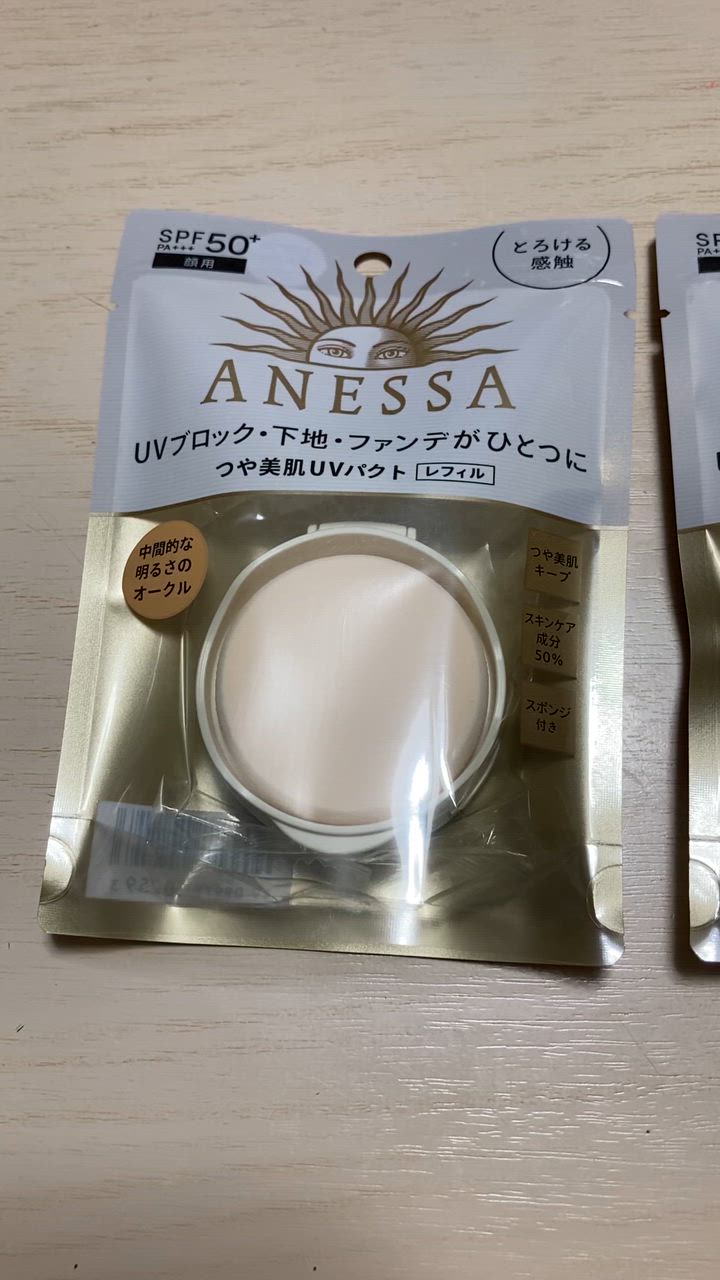 SPF50+
PA+++
顔用
とろける
感触
ANESSA
UVブロック・下地・ファンデがひとつに
つや美肌UVパクト レフィル
中間的な
明るさの
オークル
つや美肌
キープ
スキンケア
成分
50%
スポンジ
付き